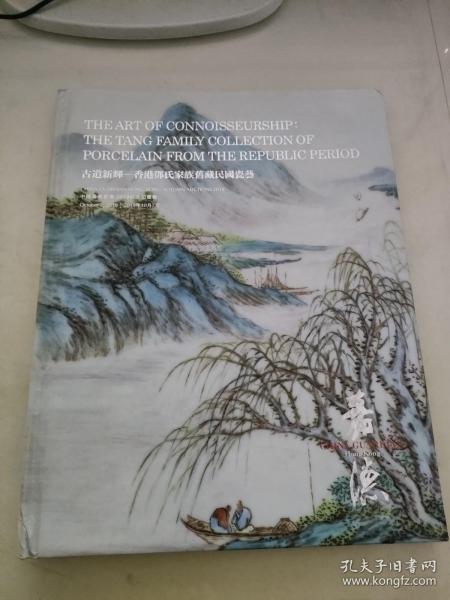 THE ART OF CONNOISSEURSHIP:
THE TANG FAMILY COLLECTION OF
PORCELAIN FROM THE REPUBLIC PERIOD
古道新輝—香港鄧氏家族舊藏民國瓷藝
嘉德
Hong Kong
孔夫子旧书网
www.kongfz.com